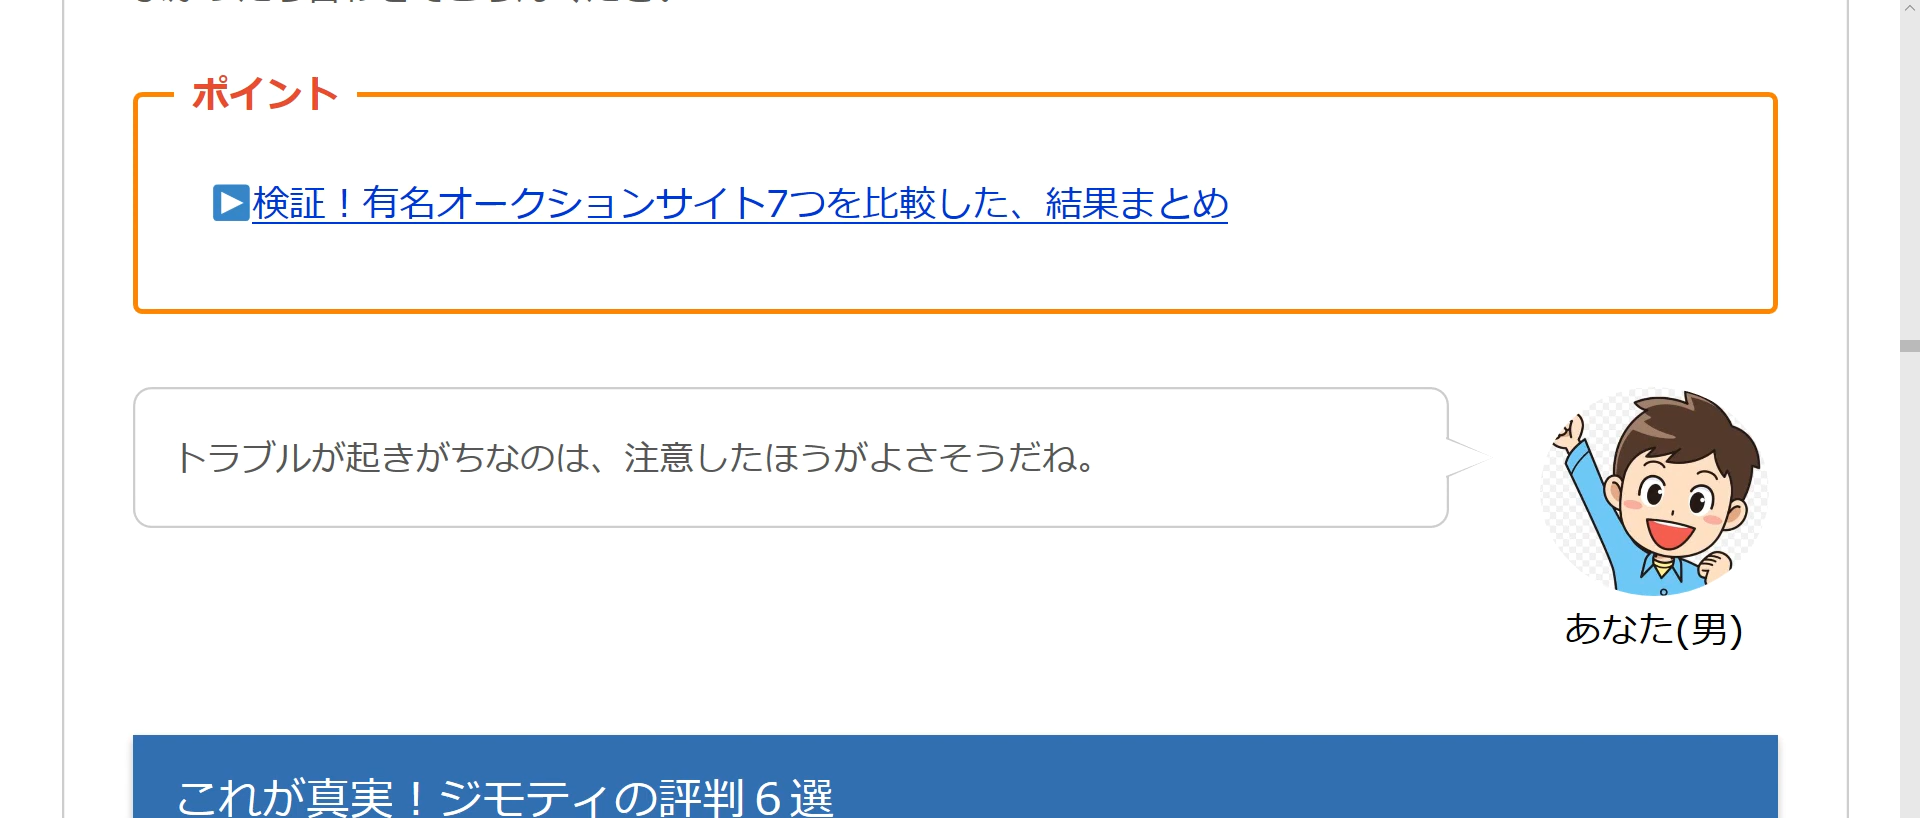 ポイント
検証！有名オークションサイト7つを比較した、結果まとめ
トラブルが起きがちなのは、注意したほうがよさそうだね。
あなた(男)
これが真実！ジモティの評判６選